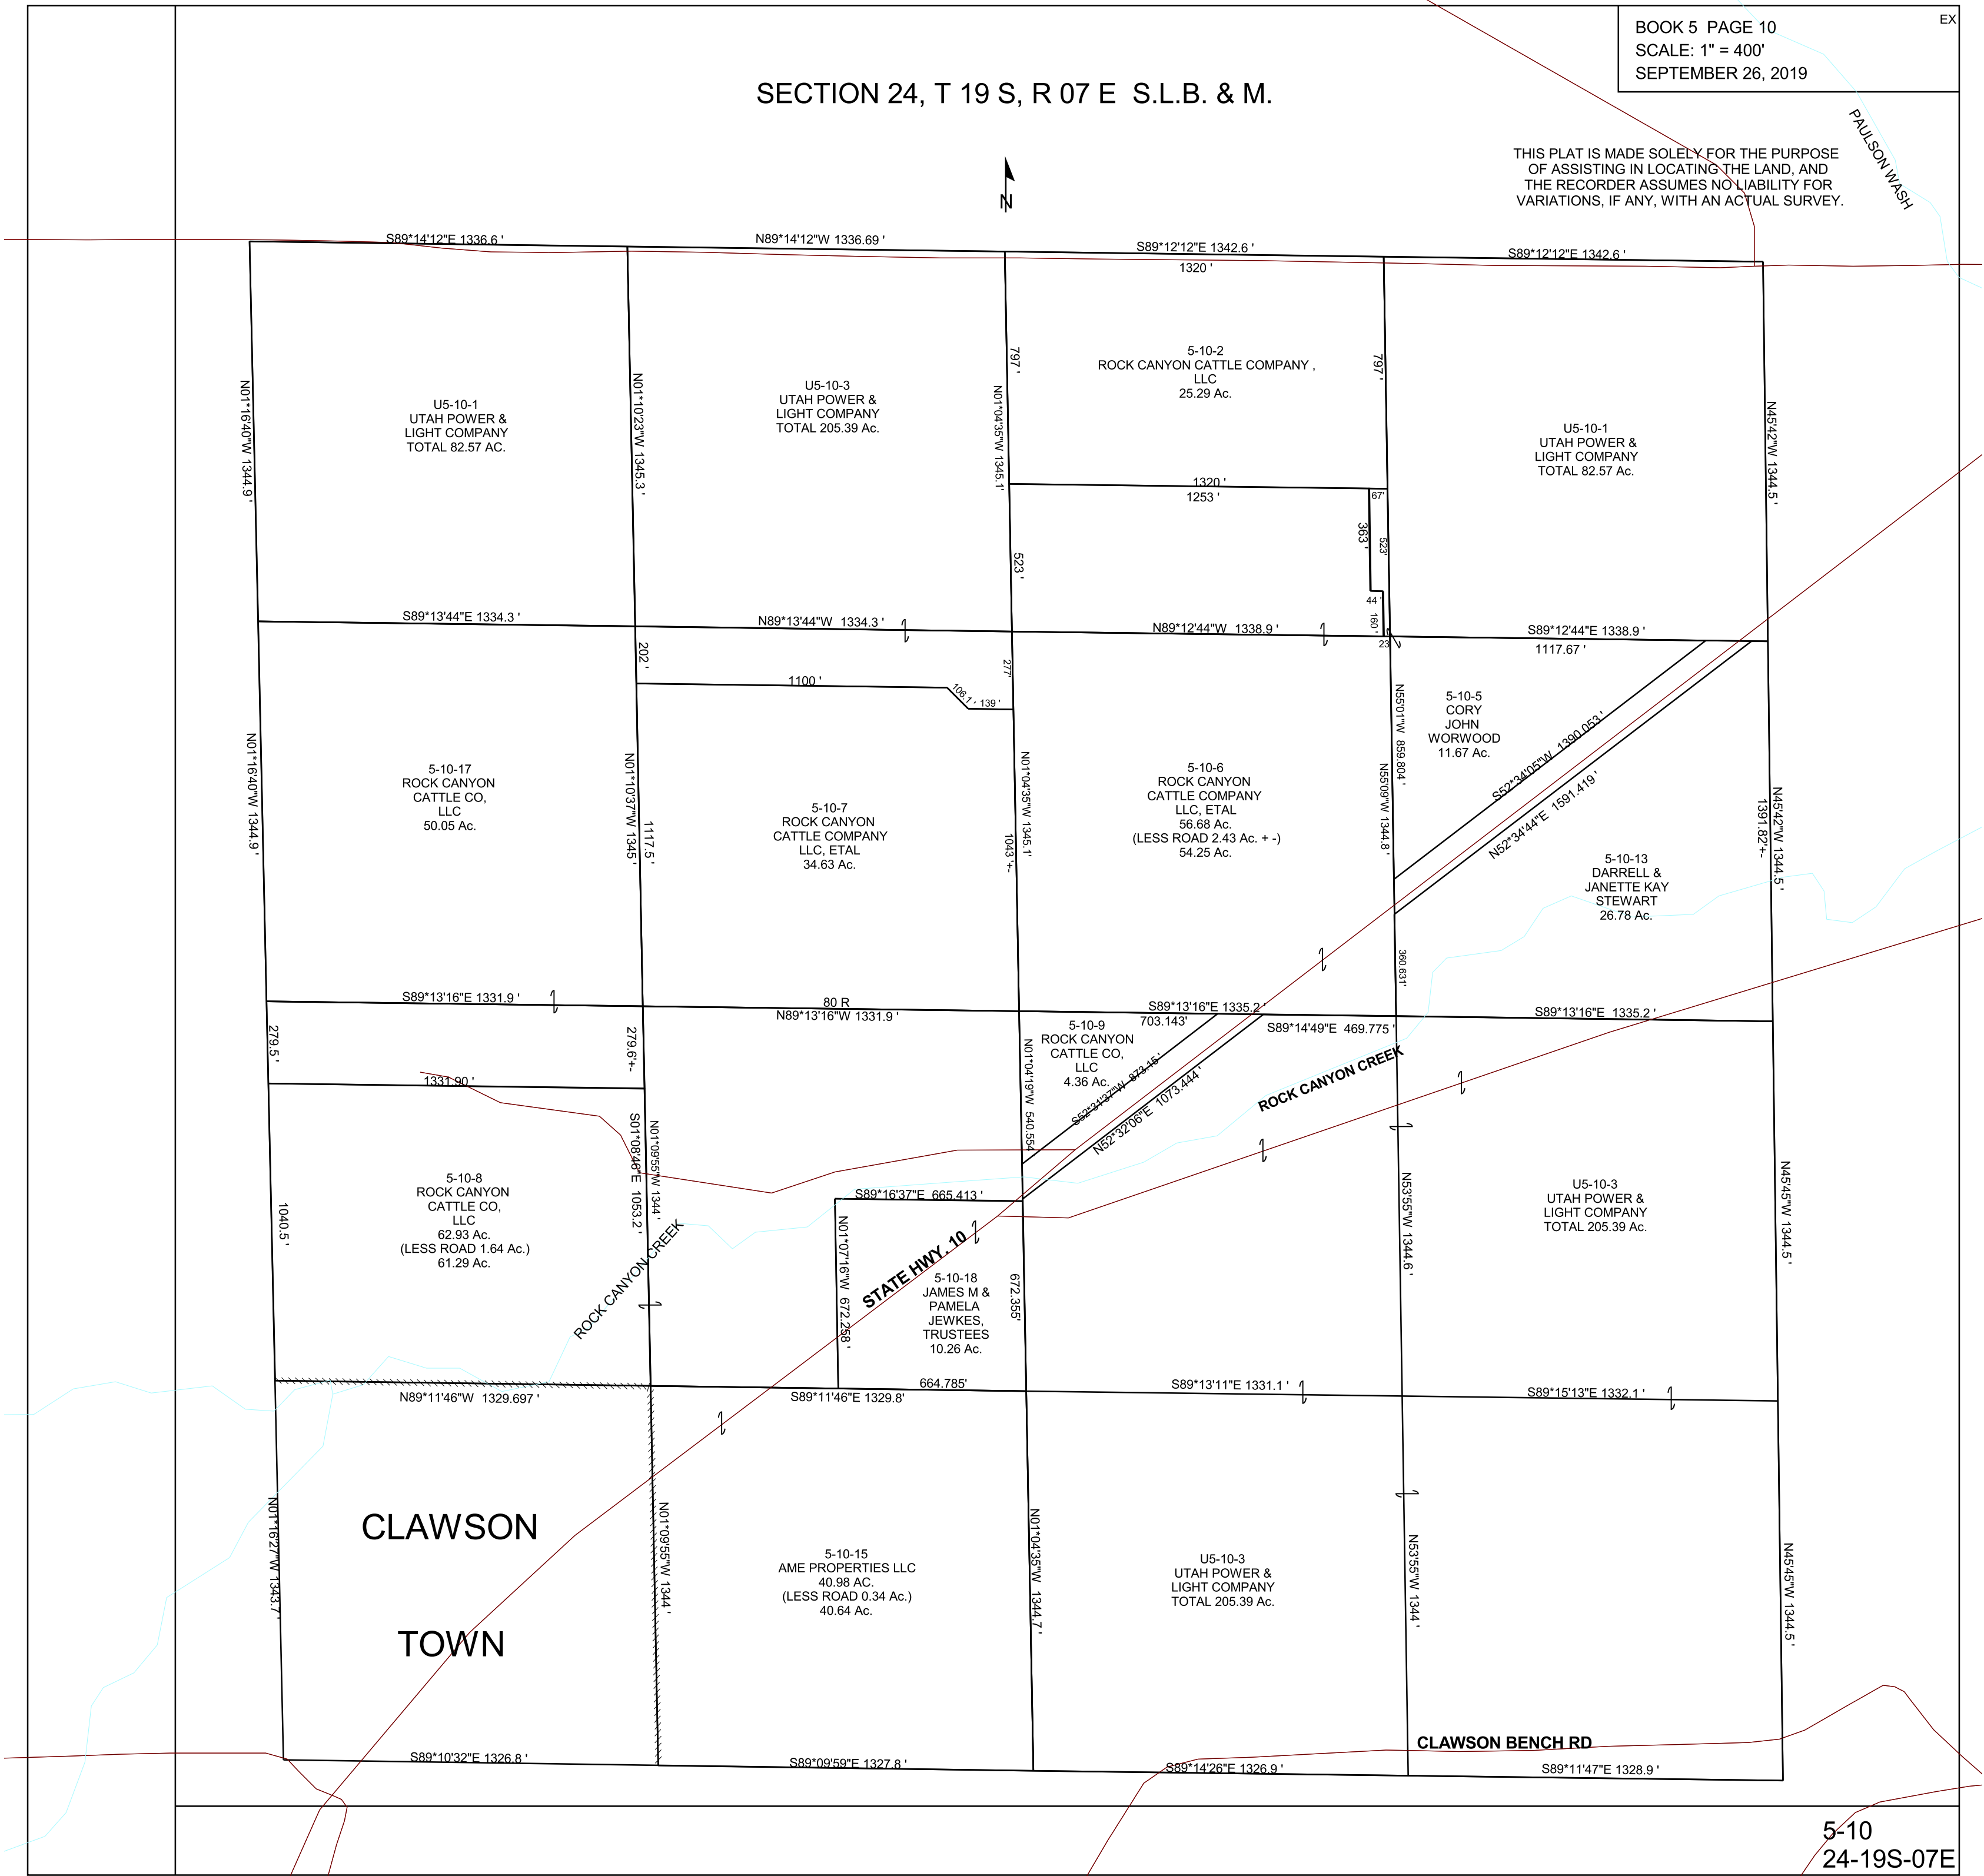 BOOK 5 PAGE 10
EX
SCALE: 1" = 400'
SEPTEMBER 26, 2019
SECTION 24, T 19 S, R 07 E S.L.B. & M.
PAULSON WASH
THIS PLAT IS MADE SOLELY FOR THE PURPOSE
OF ASSISTING IN LOCATING THE LAND, AND
THE RECORDER ASSUMES NO LIABILITY FOR
VARIATIONS, IF ANY, WITH AN ACTUAL SURVEY.
N
S89*14'12"E 1336.6 '
N89*14'12"W 1336.69 '
S89*12'12"E 1342.6 '
1320 '
S89*12'12"E 1342.6 '
N01*16'40"W 1344.9 '
U5-10-1
UTAH POWER &
LIGHT COMPANY
TOTAL 82.57 AC.
N01*10'23"W 1345.3 '
U5-10-3
UTAH POWER &
LIGHT COMPANY
TOTAL 205.39 Ac.
N01*04'35"W 1345.1'
797 '
5-10-2
ROCK CANYON CATTLE COMPANY ,
LLC
25.29 Ac.
797 '
U5-10-1
UTAH POWER &
LIGHT COMPANY
TOTAL 82.57 Ac.
N45'42"W 1344.5 '
1320 '
1253 '
67'
363 '
523'
523 '
44 '
160 '
23
S89*13'44"E 1334.3 '
N89*13'44"W 1334.3 '
N89*12'44"W 1338.9 '
S89*12'44"E 1338.9 '
1117.67 '
202 '
1100 '
106.1 '
139 '
277'
N01*16'40"W 1344.9 '
5-10-17
ROCK CANYON
CATTLE CO,
LLC
50.05 Ac.
N01*10'37"W 1345 '
1117.5 '
5-10-7
ROCK CANYON
CATTLE COMPANY
LLC, ETAL
34.63 Ac.
N01*04'35"W 1345.1'
1043 '+-
5-10-6
ROCK CANYON
CATTLE COMPANY
LLC, ETAL
56.68 Ac.
(LESS ROAD 2.43 Ac. + -)
54.25 Ac.
N55'01"W 859.804 '
N55'09"W 1344.8 '
5-10-5
CORY
JOHN
WORWOOD
11.67 Ac.
S52*34'05"W 1390.053 '
N52*34'44"E 1591.419 '
5-10-13
DARRELL &
JANETTE KAY
STEWART
26.78 Ac.
1391.82'+-
N45'42"W 1344.5 '
360.631'
S89*13'16"E 1331.9 '
80 R
N89*13'16"W 1331.9 '
S89*13'16"E 1335.2 '
703.143'
S89*14'49"E 469.775 '
S89*13'16"E 1335.2 '
279.5 '
279.6'+-
1331.90 '
5-10-9
ROCK CANYON
CATTLE CO,
LLC
4.36 Ac.
N01*04'19"W 540.554
S52*31'37"W 873.15 '
N52*32'06"E 1073.444 '
ROCK CANYON CREEK
1040.5 '
5-10-8
ROCK CANYON
CATTLE CO,
LLC
62.93 Ac.
(LESS ROAD 1.64 Ac.)
61.29 Ac.
S01*08'46"E 1053.2 '
N01*09'55"W 1344 '
ROCK CANYON CREEK
S89*16'37"E 665.413 '
N01*07'16"W 672.258 '
STATE HWY. 10
5-10-18
JAMES M &
PAMELA
JEWKES,
TRUSTEES
10.26 Ac.
672.355'
N53'55"W 1344.6 '
U5-10-3
UTAH POWER &
LIGHT COMPANY
TOTAL 205.39 Ac.
N45'45"W 1344.5 '
N89*11'46"W 1329.697 '
664.785'
S89*11'46"E 1329.8'
S89*13'11"E 1331.1 '
S89*15'13"E 1332.1 '
N01*16'27"W 1343.7 '
CLAWSON
TOWN
N01*09'55"W 1344 '
5-10-15
AME PROPERTIES LLC
40.98 AC.
(LESS ROAD 0.34 Ac.)
40.64 Ac.
N01*04'35"W 1344.7 '
U5-10-3
UTAH POWER &
LIGHT COMPANY
TOTAL 205.39 Ac.
N53'55"W 1344 '
N45'45"W 1344.5 '
CLAWSON BENCH RD
S89*10'32"E 1326.8 '
S89*09'59"E 1327.8 '
S89*14'26"E 1326.9 '
S89*11'47"E 1328.9 '
5-10
24-19S-07E